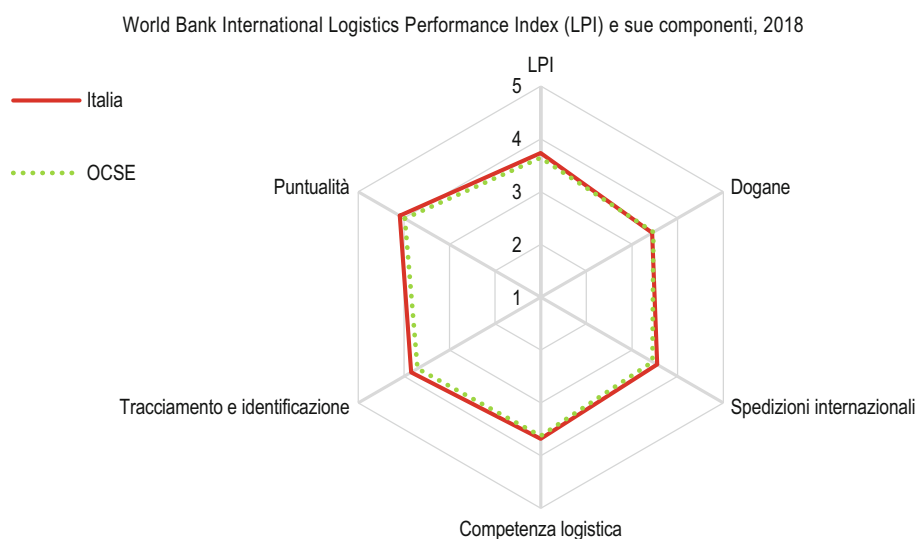 World Bank International Logistics Performance Index (LPI) e sue componenti, 2018
Italia
OCSE
LPI
5
4
3
2
1
Dogane
Spedizioni internazionali
Competenza logistica
Tracciamento e identificazione
Puntualità